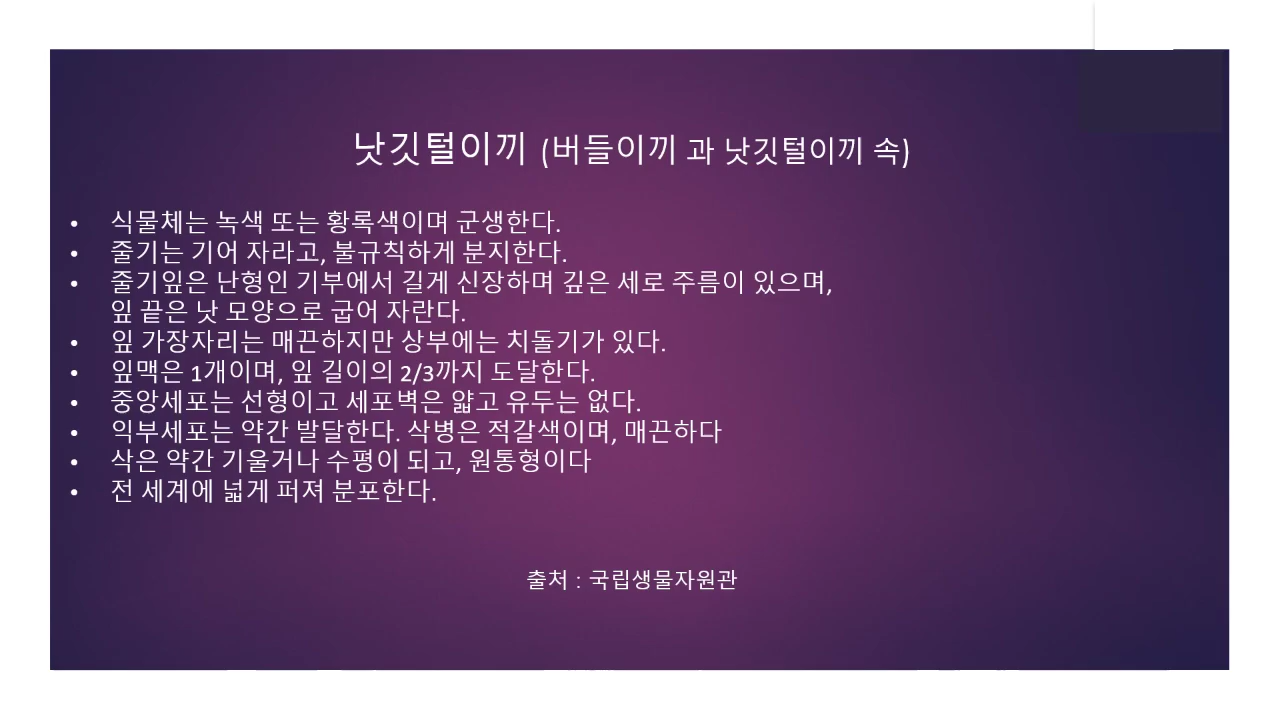 낫깃털이끼 (버들이끼 과 낫깃털이끼 속)
• 식물체는 녹색 또는 황록색이며 군생한다.
• 줄기는 기어 자라고, 불규칙하게 분지한다.
• 줄기잎은 난형인 기부에서 길게 신장하며 깊은 세로 주름이 있으며,
잎 끝은 낫 모양으로 굽어 자란다.
• 잎 가장자리는 매끈하지만 상부에는 치돌기가 있다.
• 잎맥은 1개이며, 잎 길이의 2/3까지 도달한다.
• 중앙세포는 선형이고 세포벽은 얇고 유두는 없다.
• 익부세포는 약간 발달한다. 삭병은 적갈색이며, 매끈하다
• 삭은 약간 기울거나 수평이 되고, 원통형이다
• 전 세계에 넓게 퍼져 분포한다.
출처 : 국립생물자원관